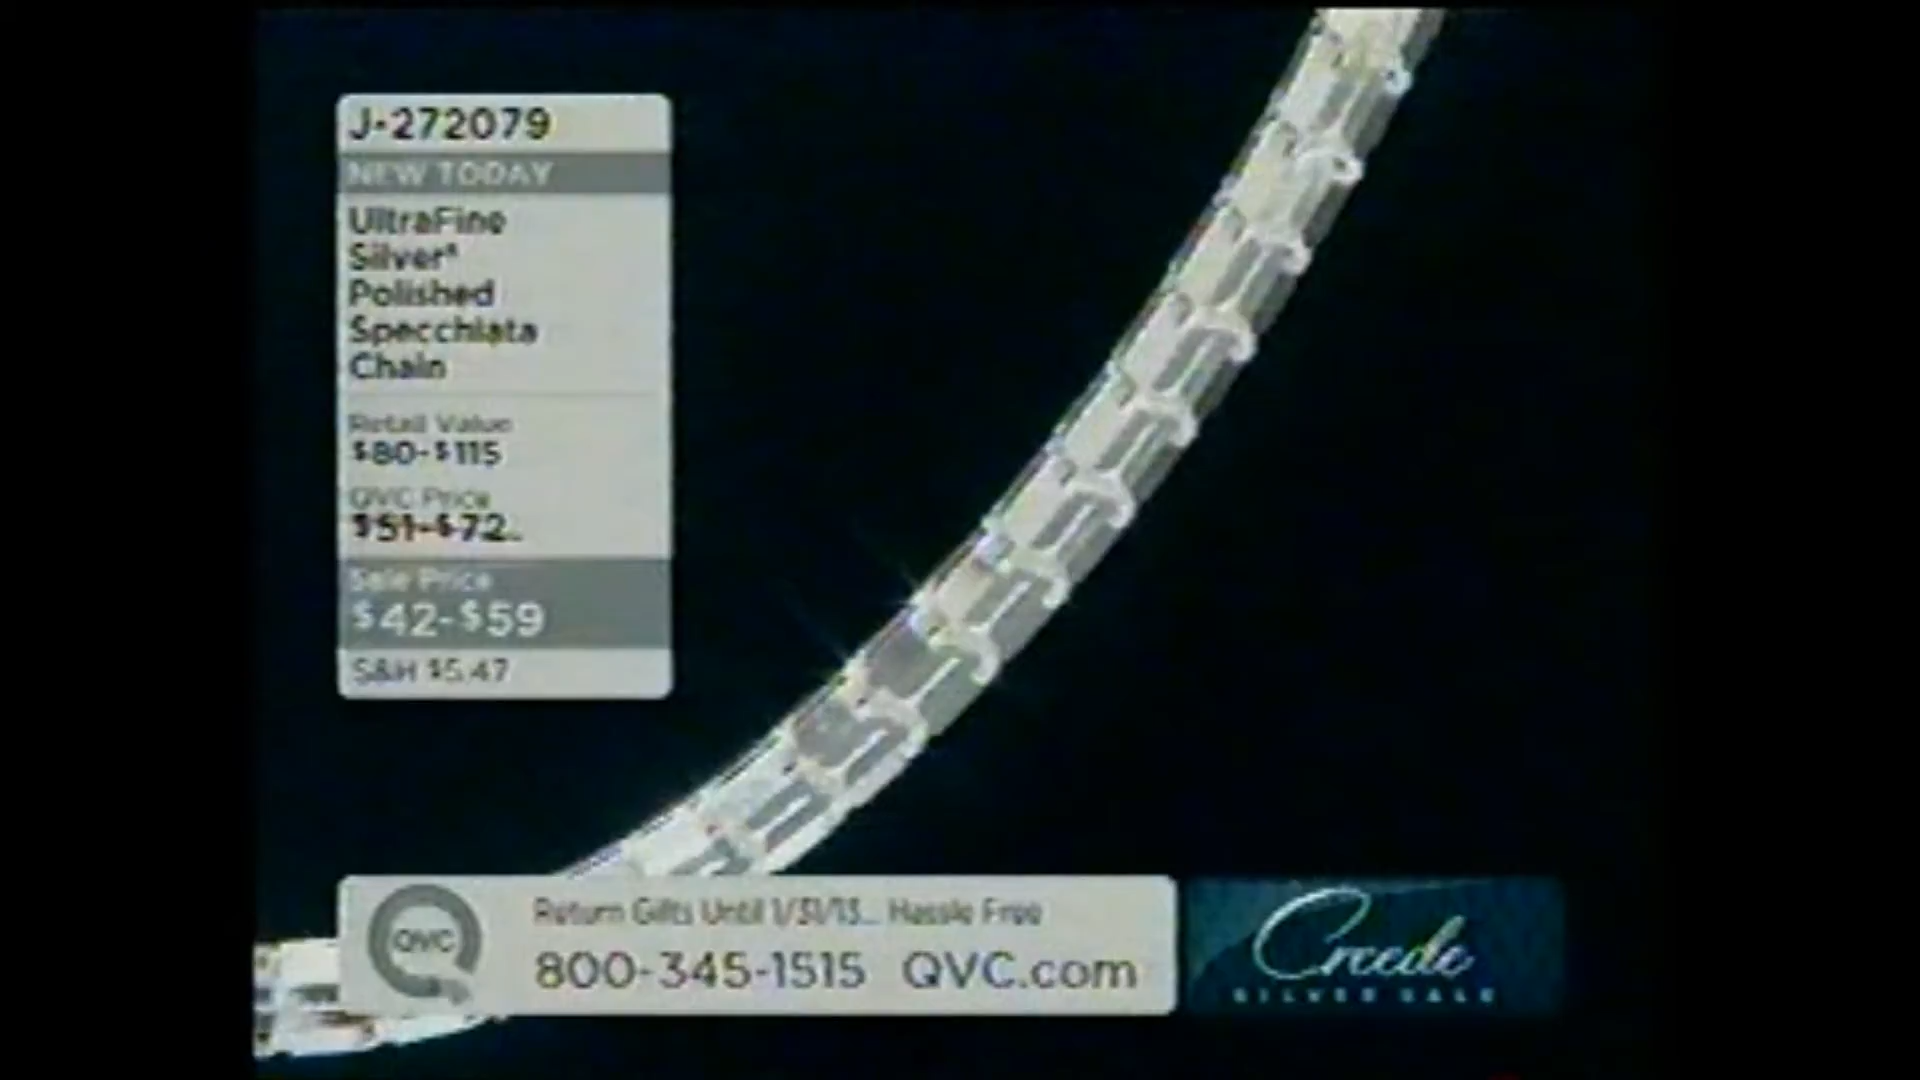 J-272079
NEW TODAY
UltraFine
Silver®
Polished
Specchiata
Chain
Retail Value
$80-$115
QVC Price
$51-$72..
Sale Price
$42-$59
S&H $5.47
QVC
Return Gifts Until 1/31/13... Hassle Free
800-345-1515 QVC.com
Creede
SILVER SALE